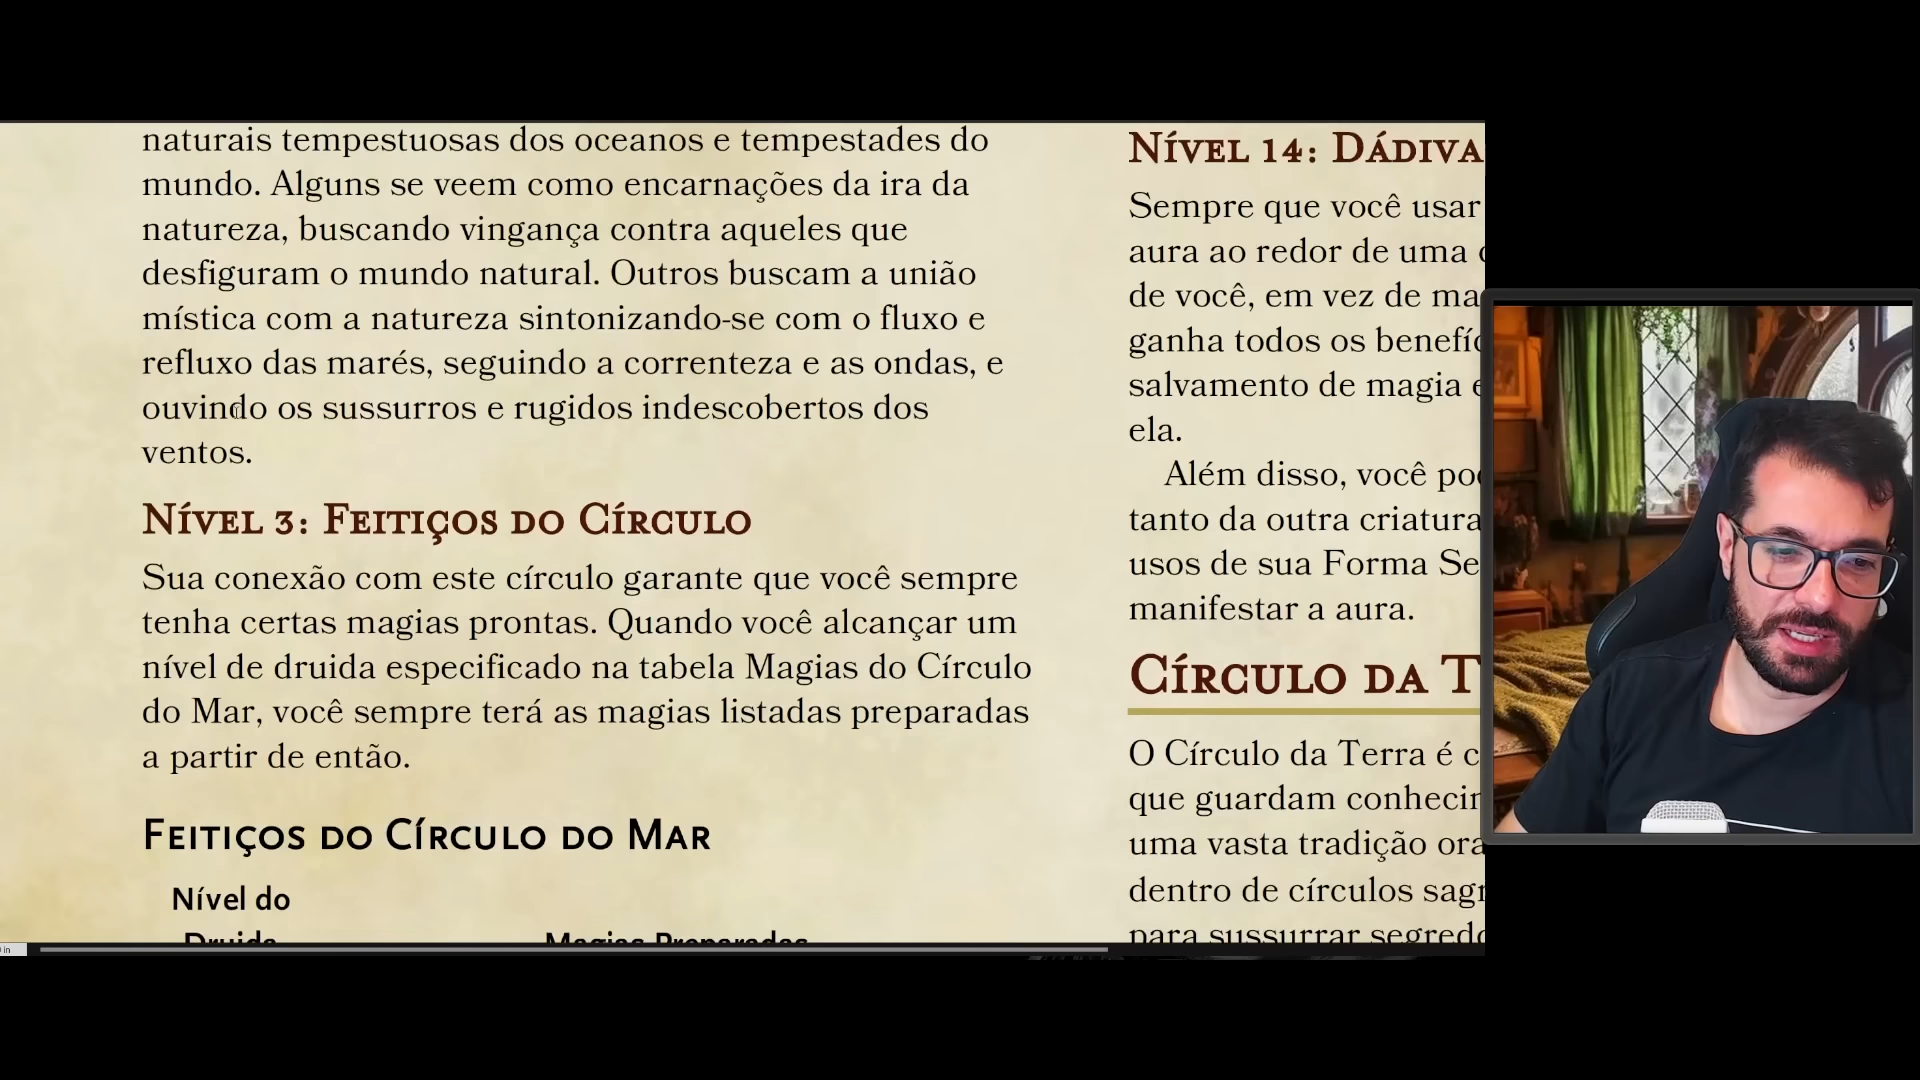 naturais tempestuosas dos oceanos e tempestades do
mundo. Alguns se veem como encarnações da ira da
natureza, buscando vingança contra aqueles que
desfiguram o mundo natural. Outros buscam a união
mística com a natureza sintonizando-se com o fluxo e
refluxo das marés, seguindo a correnteza e as ondas, e
ouvindo os sussurros e rugidos indescobertos dos
ventos.
Nível 3: Feitiços do Círculo
Sua conexão com este círculo garante que você sempre
tenha certas magias prontas. Quando você alcançar um
nível de druida especificado na tabela Magias do Círculo
do Mar, você sempre terá as magias listadas preparadas
a partir de então.
Feitiços do Círculo do Mar
Nível do
Druida
Magias Preparadas
Nível 14: Dádiva
Sempre que você usar
aura ao redor de uma
de você, em vez de
ganha todos os
salvamento de magia
ela.
Além disso, você
tanto da outra criatura
usos de sua Forma
manifestar a aura.
Círculo da
O Círculo da Terra é
que guardam
uma vasta tradição
dentro de círculos
para sussurrar